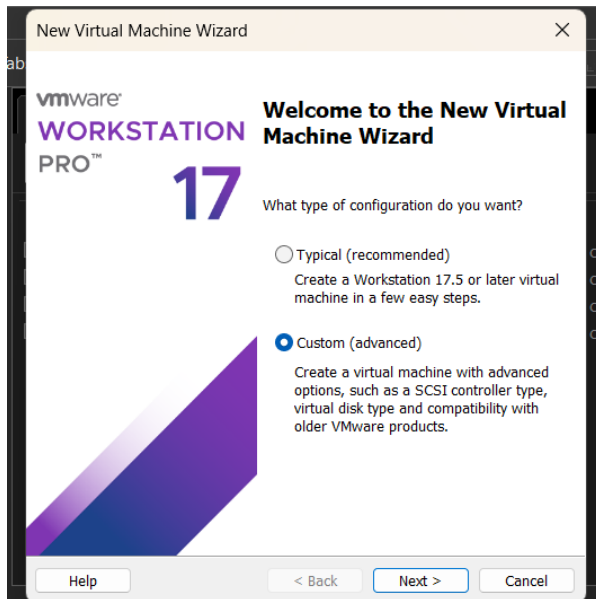 New Virtual Machine Wizard
ab
vmware
WORKSTATION
PRO™
17
Welcome to the New Virtual
Machine Wizard
What type of configuration do you want?
Typical (recommended)
Create a Workstation 17.5 or later virtual
machine in a few easy steps.
Custom (advanced)
Create a virtual machine with advanced
options, such as a SCSI controller type,
virtual disk type and compatibility with
older VMware products.
Help
< Back
Next >
Cancel